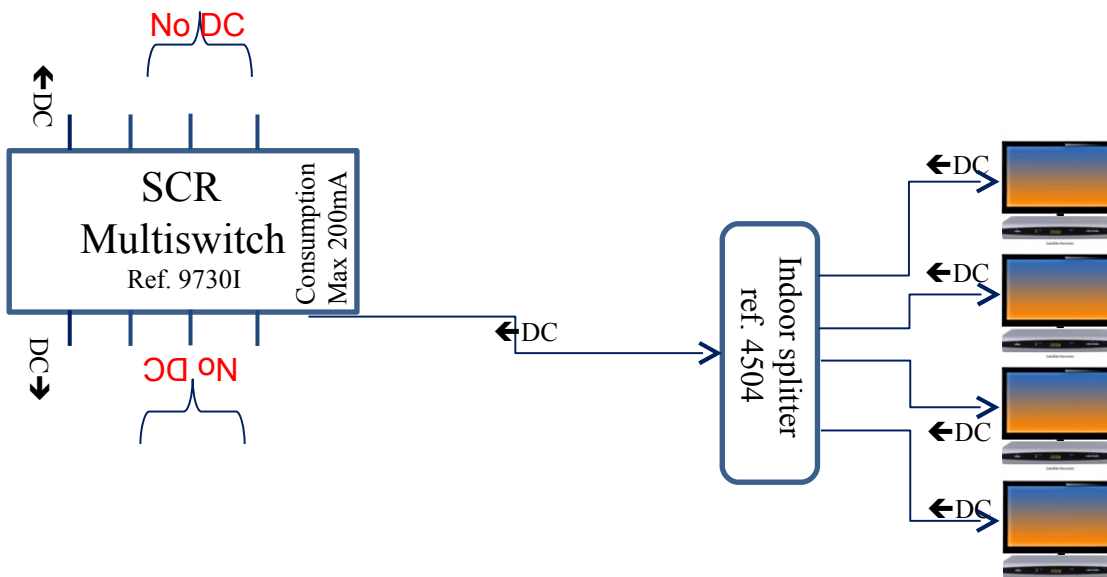 No DC
←DC
SCR
Multiswitch
Ref. 9730I
Consumption
Max 200mA
DC→
No DC
←DC
Indoor splitter
ref. 4504
←DC
←DC
←DC
←DC